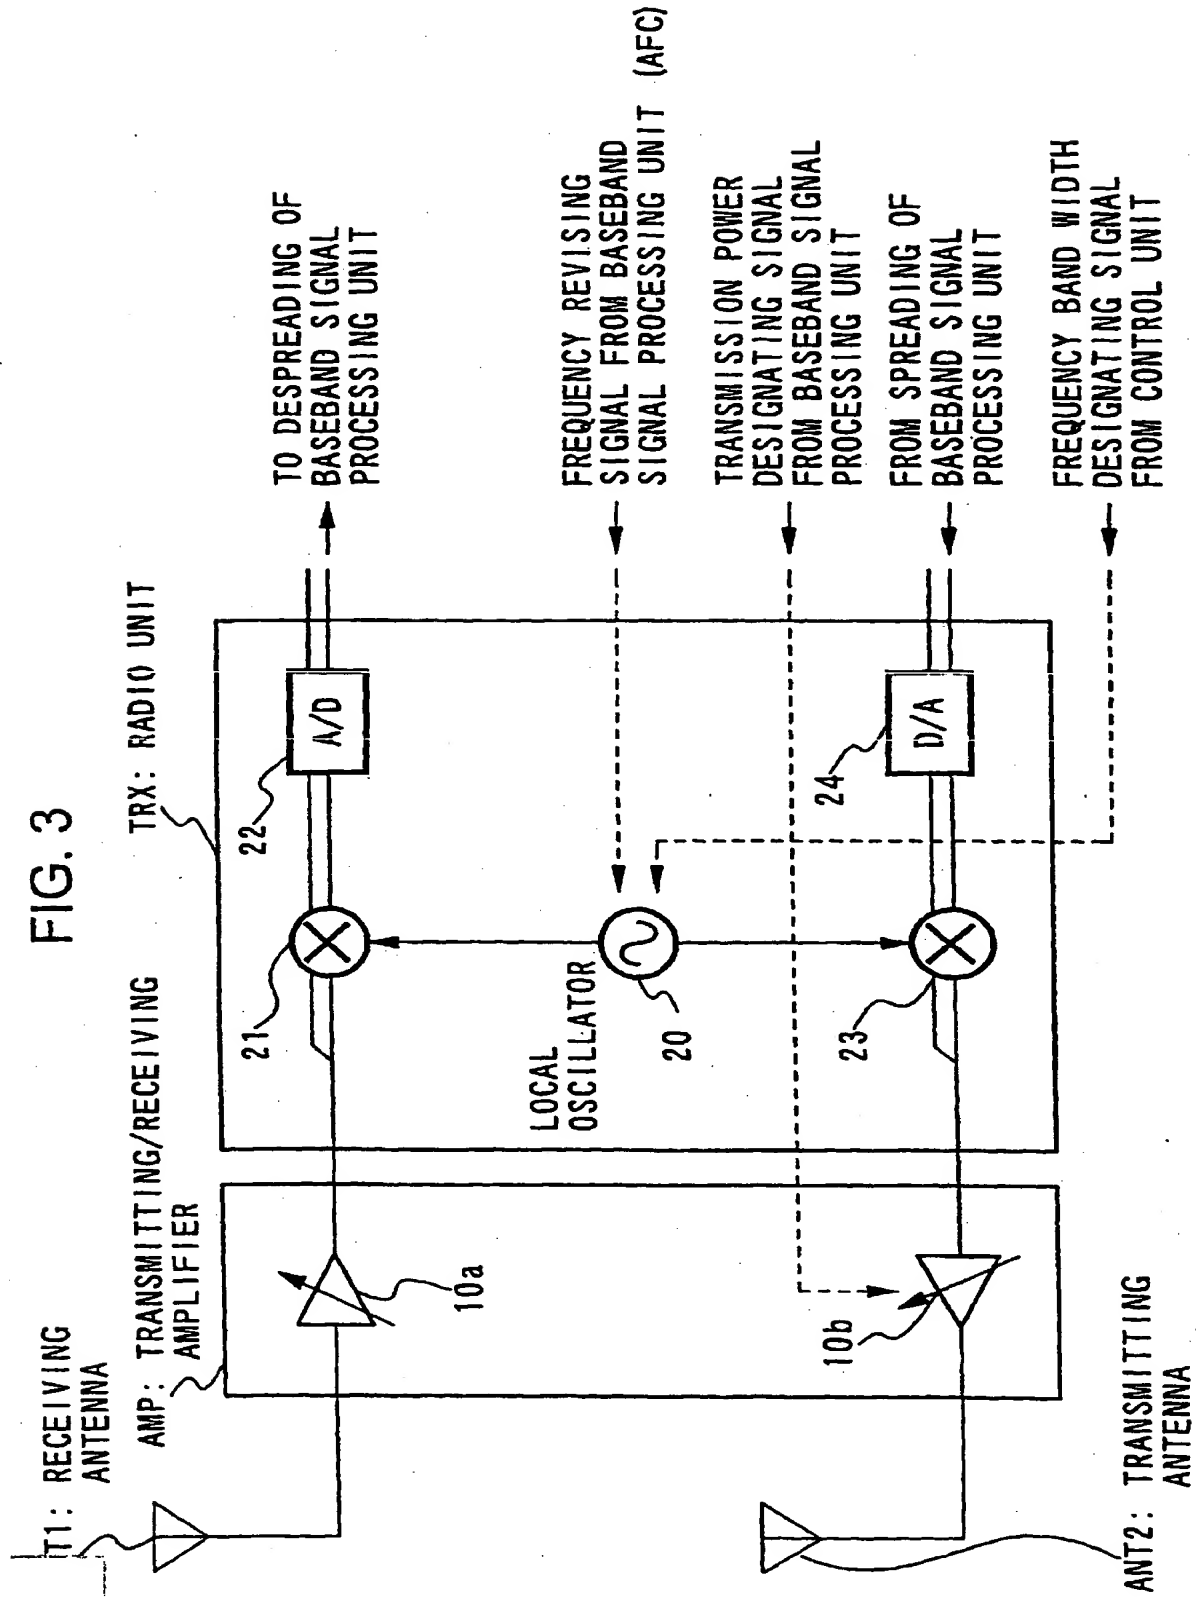 FIG. 3
T1: RECEIVING
ANTENNA
AMP: TRANSMITTING/RECEIVING
AMPLIFIER
TRX: RADIO UNIT
10a
21
22
A/D
TO DESPREADING OF
BASEBAND SIGNAL
PROCESSING UNIT
LOCAL
OSCILLATOR
20
FREQUENCY REVISING
SIGNAL FROM BASEBAND
SIGNAL PROCESSING UNIT (AFC)
TRANSMISSION POWER
DESIGNATING SIGNAL
FROM BASEBAND SIGNAL
PROCESSING UNIT
10b
23
24
D/A
FROM SPREADING OF
BASEBAND SIGNAL
PROCESSING UNIT
FREQUENCY BAND WIDTH
DESIGNATING SIGNAL
FROM CONTROL UNIT
ANT2: TRANSMITTING
ANTENNA